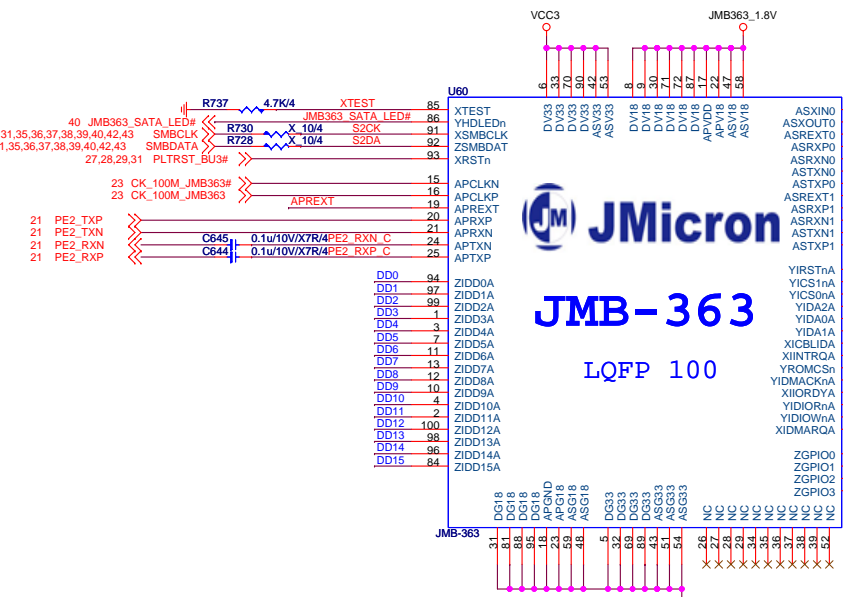 VCC3
JMB363_1.8V
6 33 70 90 42 53
8 9 30 71 72 87 17 22 47 58
U60
DV33 DV33 DV33 DV33 ASV33 ASV33
DV18 DV18 DV18 DV18 DV18 DV18 APVDD APV18 ASV18 ASV18
R737 4.7K/4 XTEST 85 XTEST
40 JMB363_SATA_LED# JMB363_SATA_LED# 86 YHDLEDn
31,35,36,37,38,39,40,42,43 SMBCLK R730 X_10/4 S2CK 91 XSMBCLK
,35,36,37,38,39,40,42,43 SMBDATA R728 X_10/4 S2DA 92 ZSMBDAT
27,28,29,31 PLTRST_BU3# 93 XRSTn
23 CK_100M_JMB363# 15 APCLKN
23 CK_100M_JMB363 16 APCLKP
APREXT 19 APREXT
21 PE2_TXP 20 APRXP
21 PE2_TXN 21 APRXN
21 PE2_RXN C645 0.1u/10V/X7R/4 PE2_RXN_C 24 APTXN
21 PE2_RXP C644 0.1u/10V/X7R/4 PE2_RXP_C 25 APTXP
DD0 94 ZIDD0A
DD1 97 ZIDD1A
DD2 99 ZIDD2A
DD3 1 ZIDD3A
DD4 3 ZIDD4A
DD5 7 ZIDD5A
DD6 11 ZIDD6A
DD7 13 ZIDD7A
DD8 12 ZIDD8A
DD9 10 ZIDD9A
DD10 4 ZIDD10A
DD11 2 ZIDD11A
DD12 100 ZIDD12A
DD13 98 ZIDD13A
DD14 96 ZIDD14A
DD15 84 ZIDD15A
JM JMicron
JMB-363
LQFP 100
ASXIN0
ASXOUT0
ASREXT0
ASRXP0
ASRXN0
ASTXN0
ASTXP0
ASREXT1
ASRXP1
ASRXN1
ASTXN1
ASTXP1
YIRSTnA
YICS1nA
YICS0nA
YIDA2A
YIDA0A
YIDA1A
XICBLIDA
XIINTRQA
YROMCSn
YIDMACKnA
XIIORDYA
YIDIORnA
YIDIOWnA
XIDMARQA
ZGPIO0
ZGPIO1
ZGPIO2
ZGPIO3
DG18 DG18 DG18 DG18 APGND APG18 ASG18 ASG18
DG33 DG33 DG33 DG33 ASG33 ASG33 ASG33
NC NC NC NC NC NC NC NC NC NC NC
JMB-363
31 81 88 95 18 23 59 48
5 32 69 89 43 51 54
26 27 28 29 34 35 36 37 38 39 52